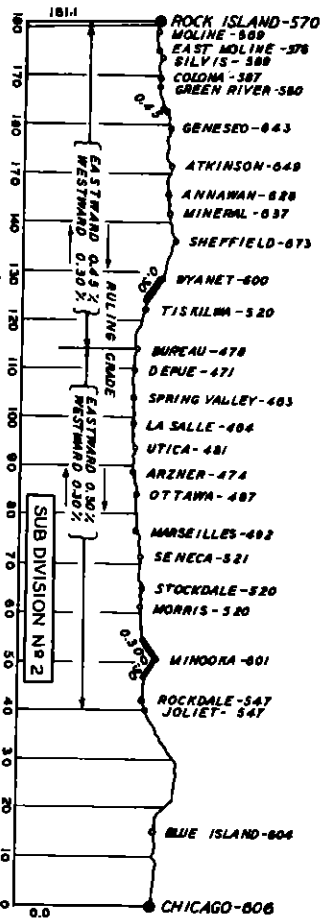 181.1
180
170
160
150
140
130
120
110
100
90
80
70
60
50
40
30
20
10
0
0.0
ROCK ISLAND-570
MOLINE-569
EAST MOLINE-576
SILVIS-589
COLONA-587
GREEN RIVER-580
0.45
GENESEO-643
ATKINSON-649
ANNAWAN-628
MINERAL-637
SHEFFIELD-673
0.30
WYANET-600
TISKILWA-520
BUREAU-478
DEPUE-471
SPRING VALLEY-463
LA SALLE-464
UTICA-481
ARZNER-474
OTTAWA-487
MARSEILLES-492
SENECA-521
STOCKDALE-520
MORRIS-520
0.30
MINOOKA-601
ROCKDALE-547
JOLIET-547
BLUE ISLAND-604
CHICAGO-606
EASTWARD 0.45 %
WESTWARD 0.30 %
RULING GRADE
EASTWARD 0.30 %
WESTWARD 0.30 %
SUB DIVISION Nº 2